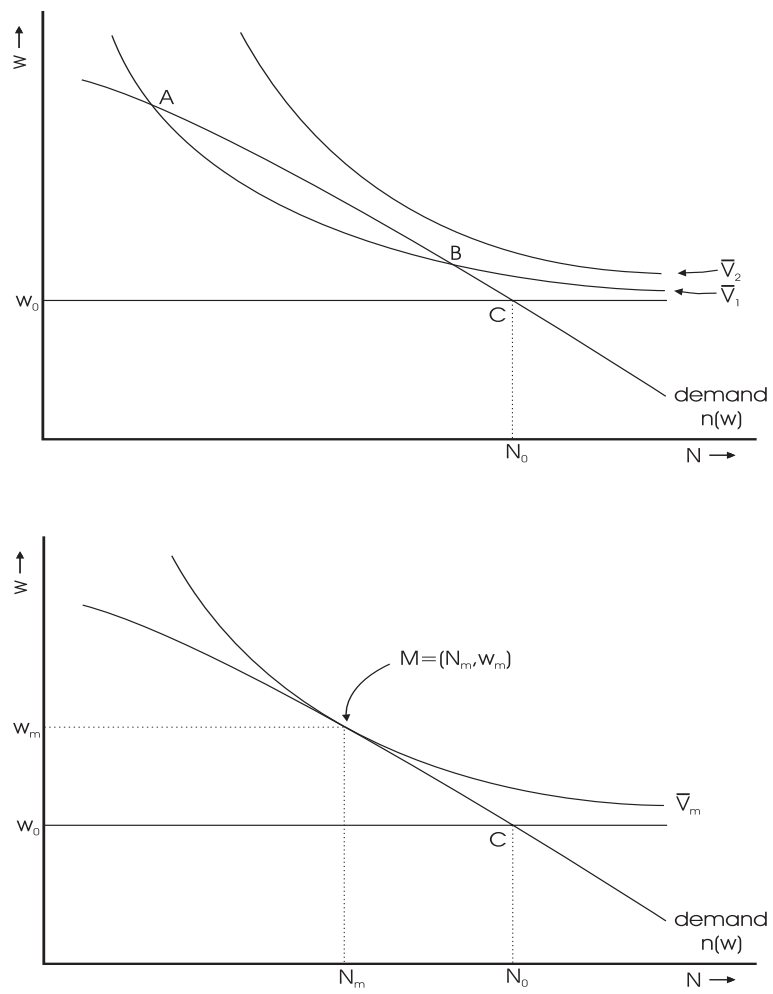 w
A
B
V̅₂
V̅₁
w₀
C
demand
n(w)
N₀
N
w
M=(Nₘ,wₘ)
wₘ
V̅ₘ
w₀
C
demand
n(w)
Nₘ
N₀
N